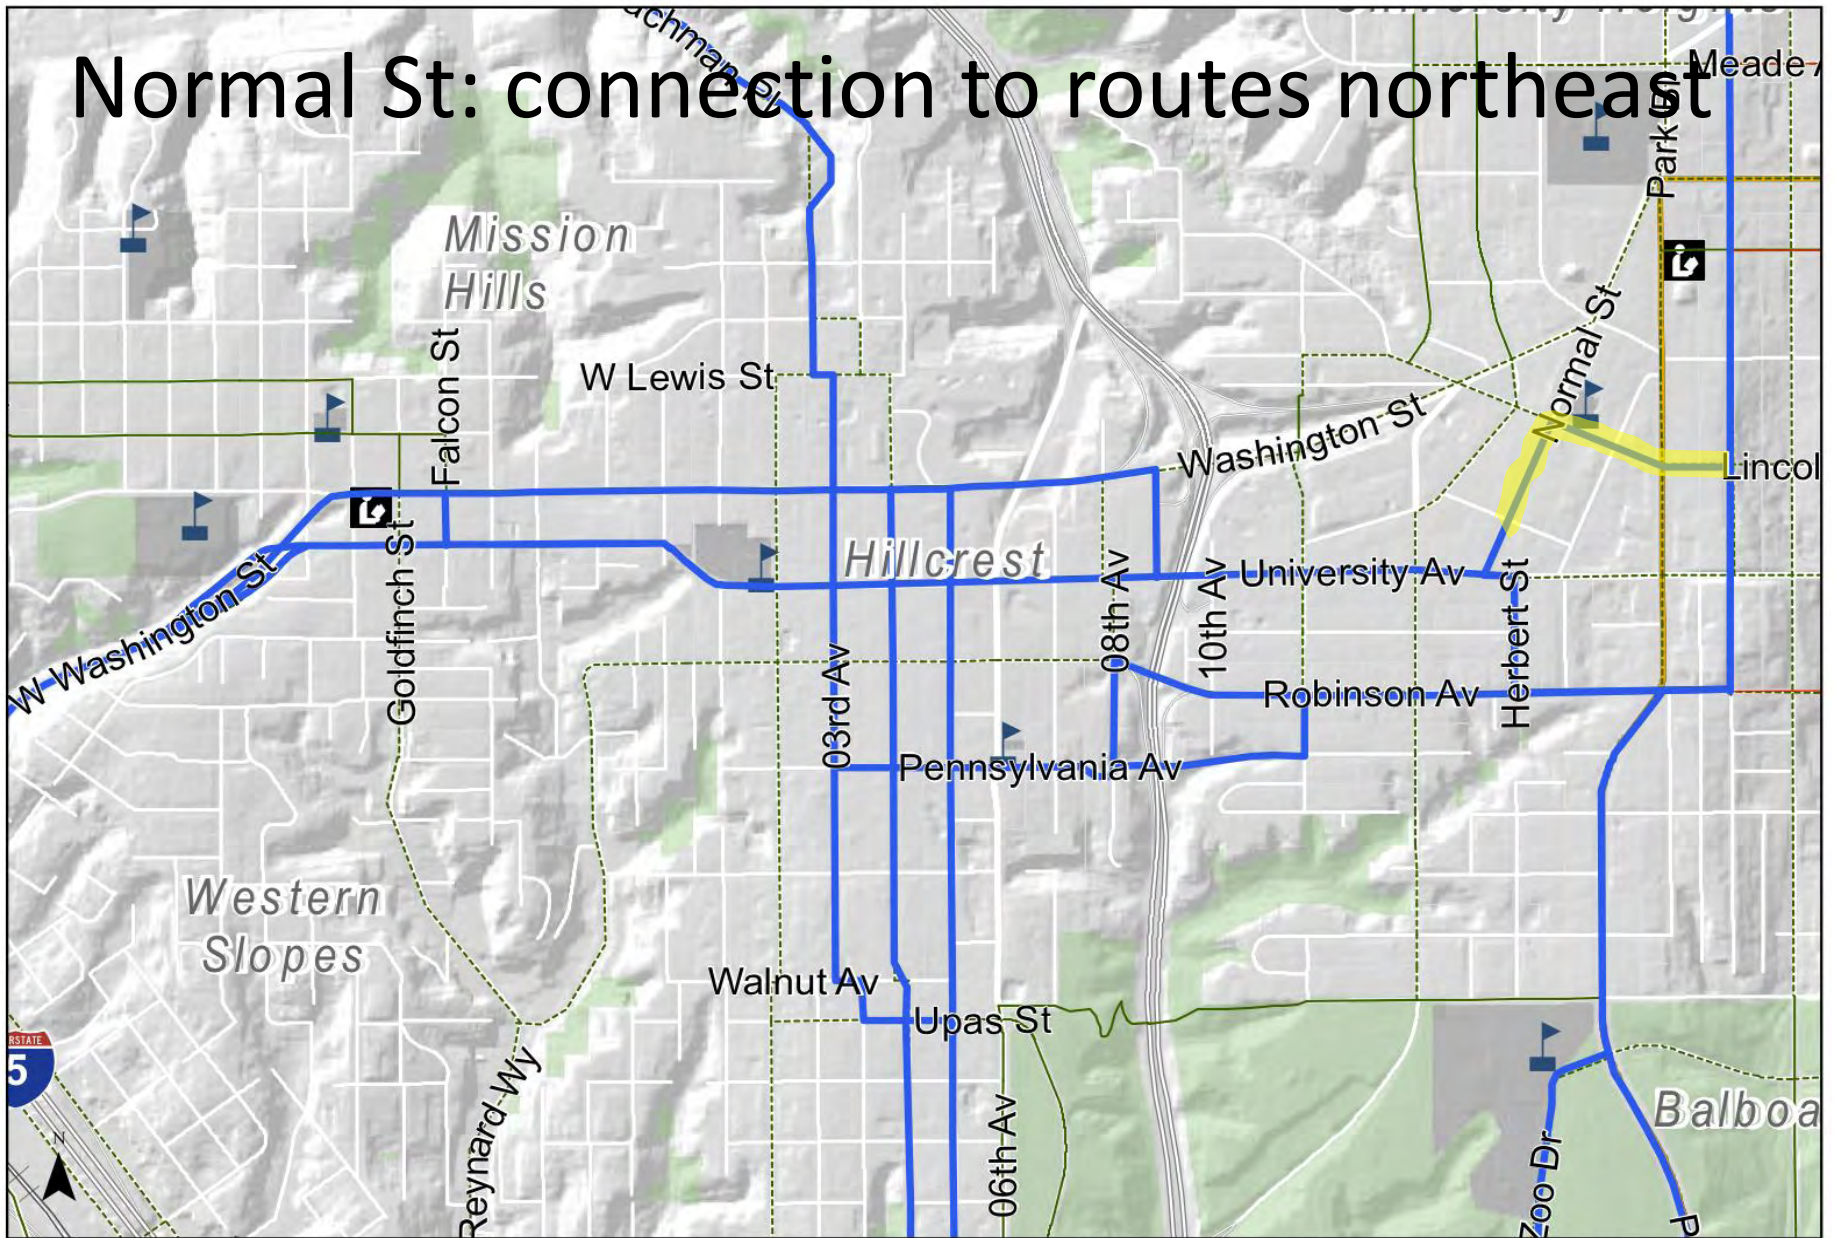 Normal St: connection to routes northeast
Meade
Park Bl
Mission
Hills
Normal St
Falcon St
W Lewis St
Washington St
Lincol
Hillcrest
University Av
Goldfinch St
08th Av
10th Av
Herbert St
W Washington St
03rd Av
Robinson Av
Pennsylvania Av
Western
Slopes
Walnut Av
Upas St
5
Reynard Wy
06th Av
Balboa
Zoo Dr
N
P